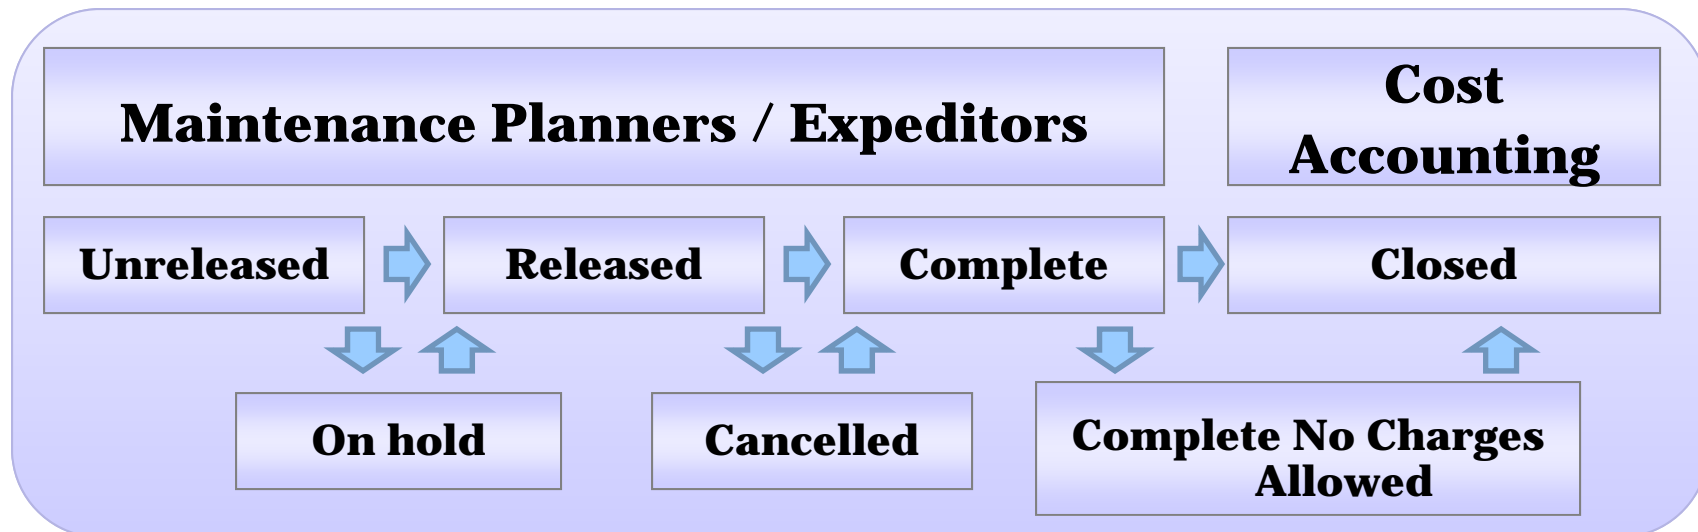 Maintenance Planners / Expeditors
Cost
Accounting
Unreleased
Released
Complete
Closed
On hold
Cancelled
Complete No Charges
Allowed